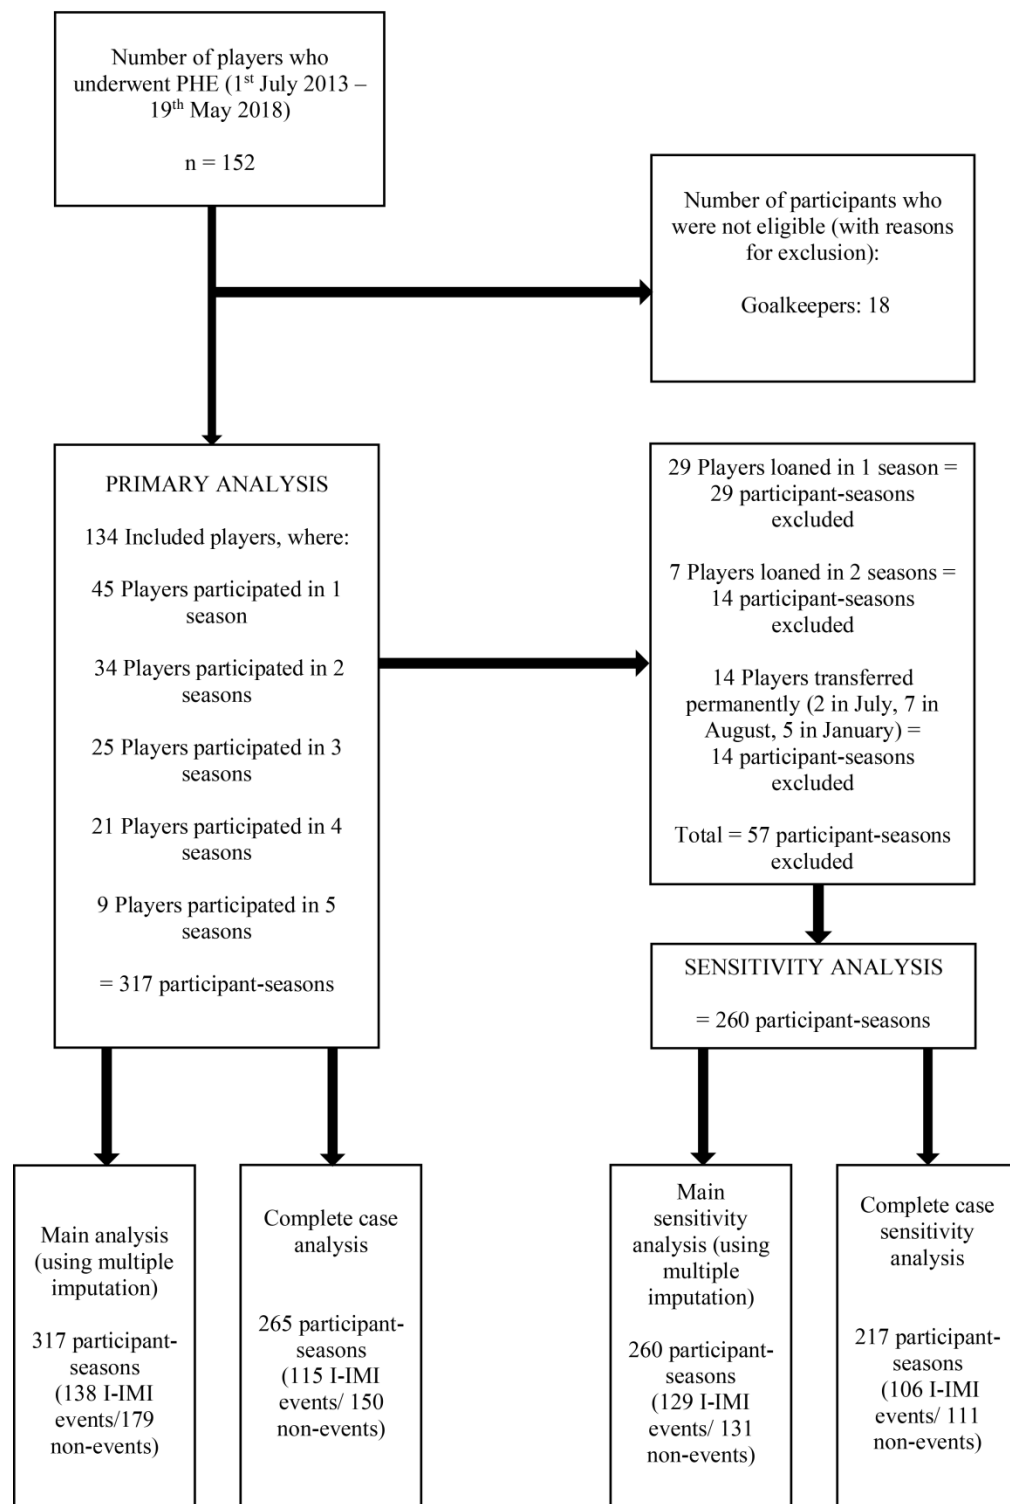 Number of players who
underwent PHE (1st July 2013 –
19th May 2018)
n = 152
Number of participants who
were not eligible (with reasons
for exclusion):
Goalkeepers: 18
PRIMARY ANALYSIS
134 Included players, where:
45 Players participated in 1
season
34 Players participated in 2
seasons
25 Players participated in 3
seasons
21 Players participated in 4
seasons
9 Players participated in 5
seasons
= 317 participant-seasons
29 Players loaned in 1 season =
29 participant-seasons
excluded
7 Players loaned in 2 seasons =
14 participant-seasons
excluded
14 Players transferred
permanently (2 in July, 7 in
August, 5 in January) =
14 participant-seasons
excluded
Total = 57 participant-seasons
excluded
SENSITIVITY ANALYSIS
= 260 participant-seasons
Main analysis
(using multiple
imputation)
317 participant-
seasons
(138 I-IMI
events/179
non-events)
Complete case
analysis
265 participant-
seasons
(115 I-IMI
events/ 150
non-events)
Main
sensitivity
analysis (using
multiple
imputation)
260 participant-
seasons
(129 I-IMI
events/ 131
non-events)
Complete case
sensitivity
analysis
217 participant-
seasons
(106 I-IMI
events/ 111
non-events)